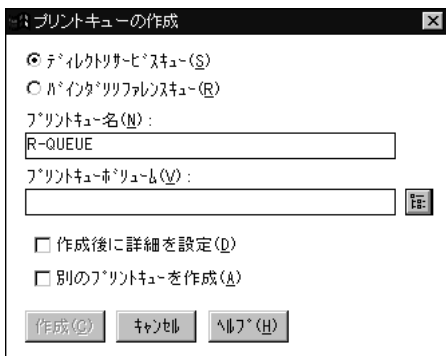 プリントキューの作成
ﾃﾞｨﾚｸﾄﾘｻｰﾋﾞｽｷｭｰ(S)
ﾊﾞｲﾝﾀﾞﾘﾘﾌｧﾚﾝｽｷｭｰ(R)
ﾌﾟﾘﾝﾄｷｭｰ名(N) :
R-QUEUE
ﾌﾟﾘﾝﾄｷｭｰﾎﾞﾘｭｰﾑ(V) :
作成後に詳細を設定(D)
別のﾌﾟﾘﾝﾄｷｭｰを作成(A)
作成(C) ｷｬﾝｾﾙ ﾍﾙﾌﾟ(H)